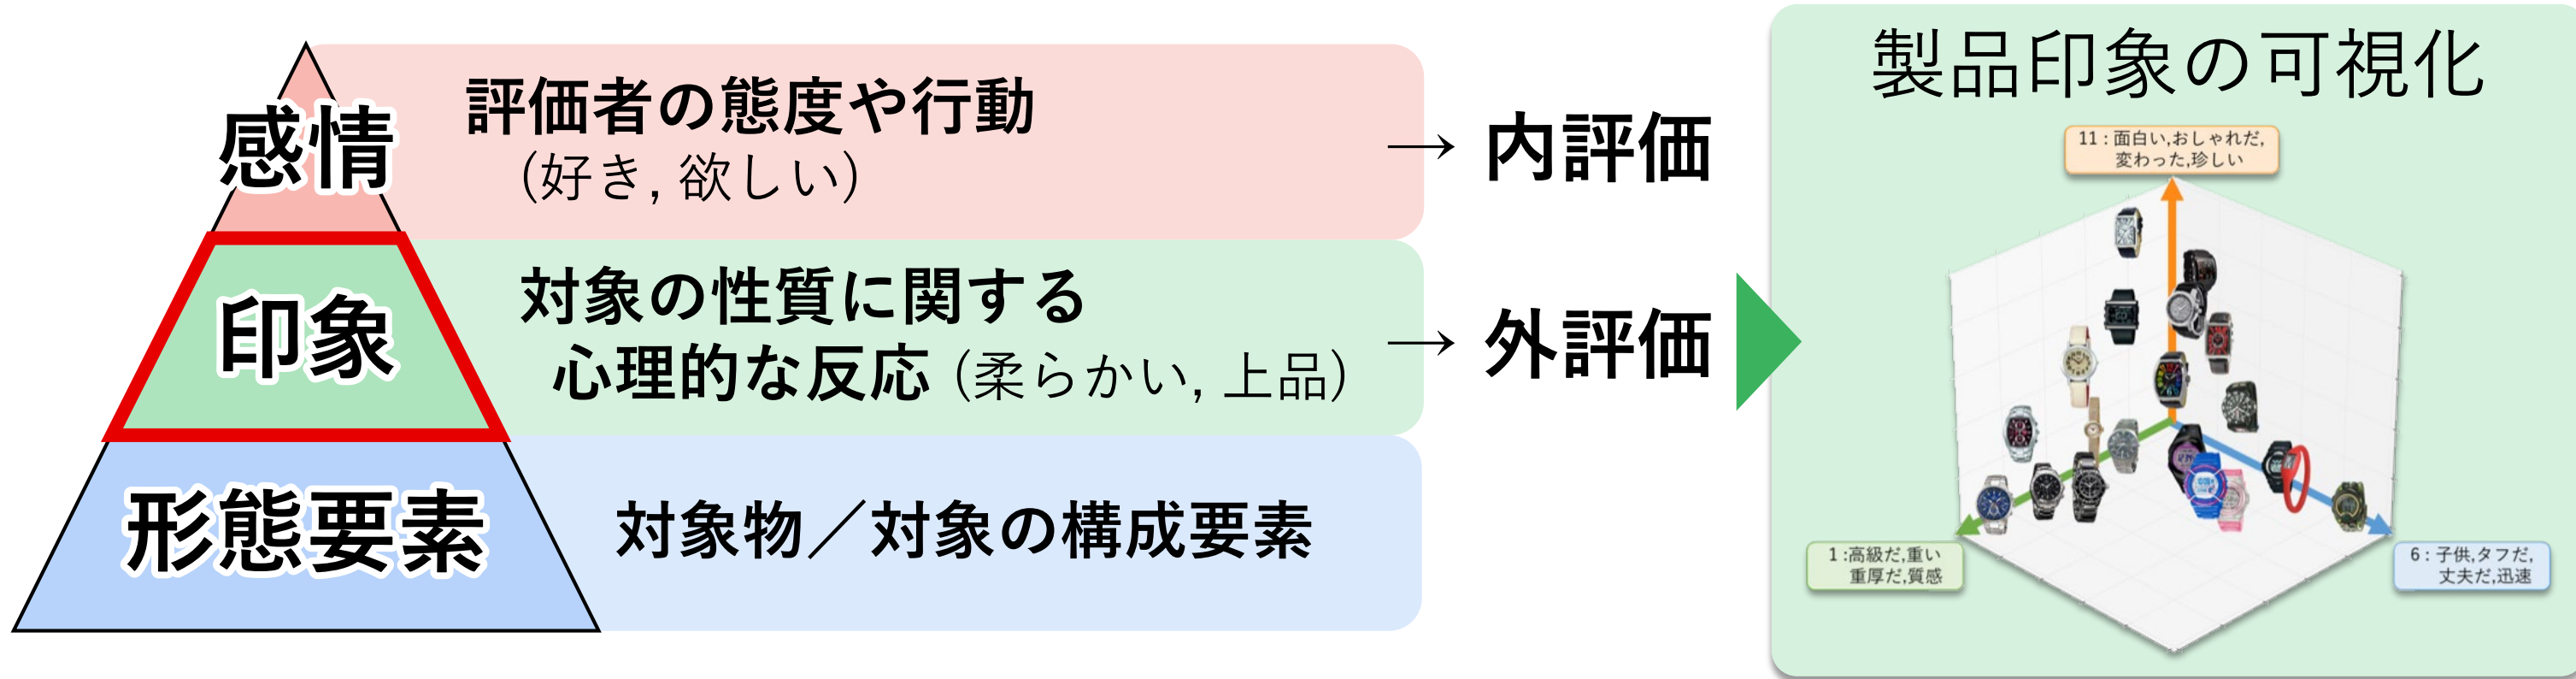 感情
評価者の態度や行動
(好き, 欲しい)
→ 内評価
印象
対象の性質に関する
心理的な反応 (柔らかい, 上品)
→ 外評価
形態要素
対象物／対象の構成要素
製品印象の可視化
11 : 面白い,おしゃれだ,
変わった,珍しい
1 :高級だ,重い
重厚だ,質感
6 : 子供,タフだ,
丈夫だ,迅速